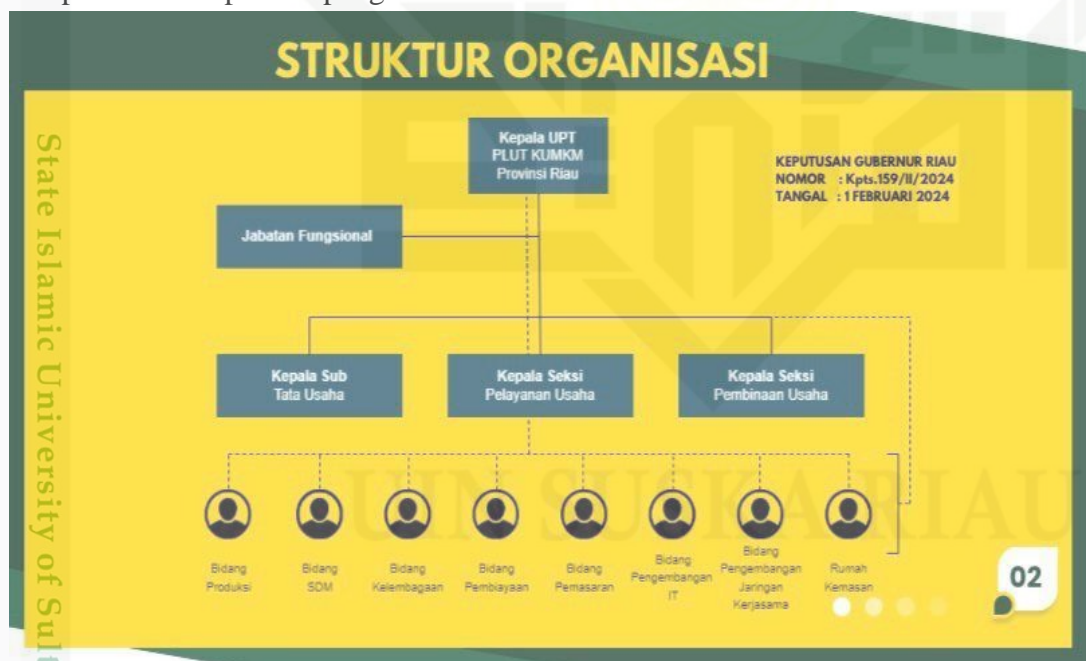 STRUKTUR ORGANISASI
Kepala UPT
PLUT KUMKM
Provinsi Riau
KEPUTUSAN GUBERNUR RIAU
NOMOR : Kpts.159/II/2024
TANGAL : 1 FEBRUARI 2024
Jabatan Fungsional
Kepala Sub
Tata Usaha
Kepala Seksi
Pelayanan Usaha
Kepala Seksi
Pembinaan Usaha
Bidang
Produksi
Bidang
SDM
Bidang
Kelembagaan
Bidang
Pembiayaan
Bidang
Pemasaran
Bidang
Pengembangan
IT
Bidang
Pengembangan
Jaringan
Kerjasama
Rumah
Kemasan
02
State Islamic University of Sul
UIN SUSKA RIAU